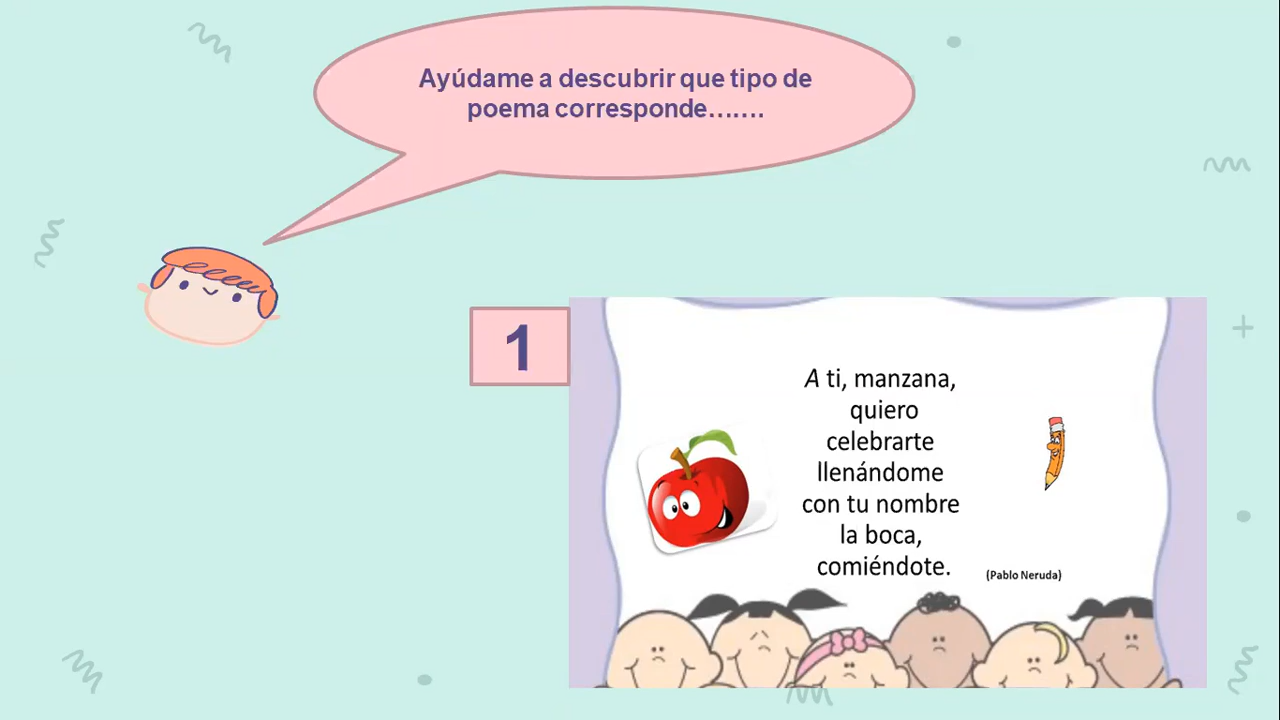 Ayúdame a descubrir que tipo de
poema corresponde.......
1
A ti, manzana,
quiero
celebrarte
llenándome
con tu nombre
la boca,
comiéndote.
(Pablo Neruda)